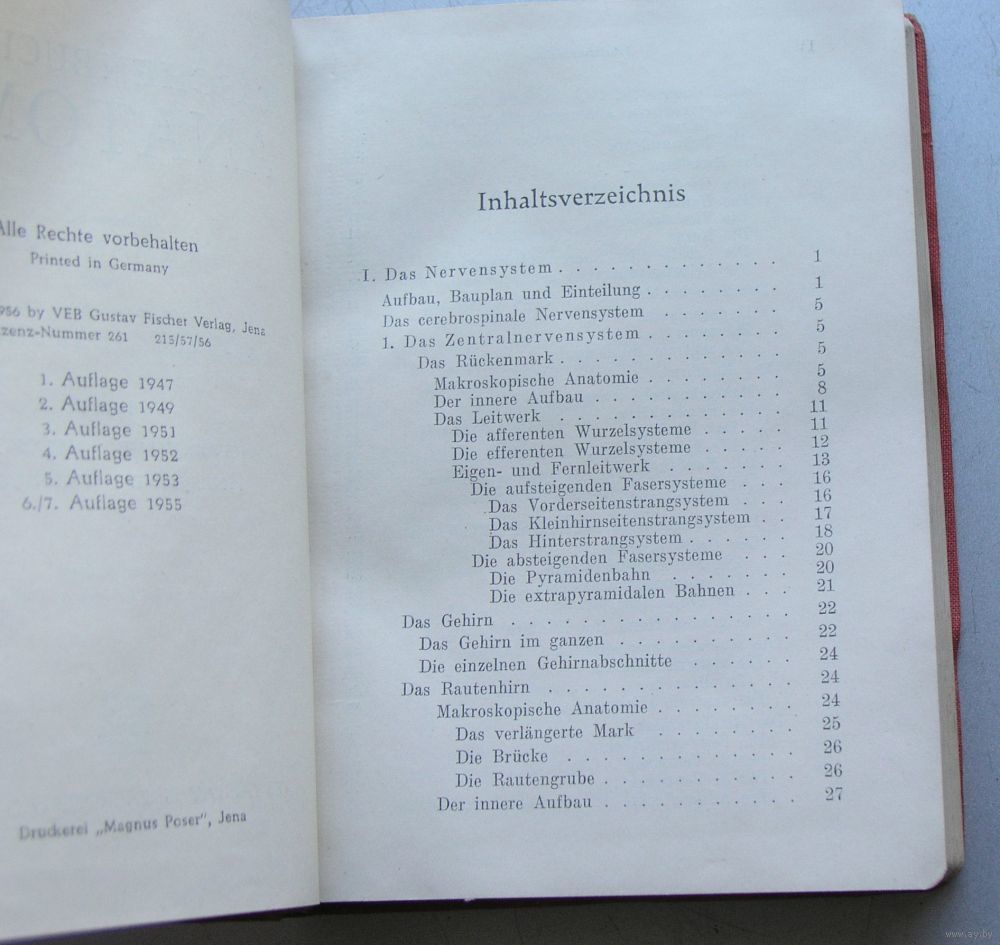 Alle Rechte vorbehalten
Printed in Germany
by VEB Gustav Fischer Verlag, Jena
261 215/57/56
1. Auflage 1947
2. Auflage 1949
3. Auflage 1951
4. Auflage 1952
5. Auflage 1953
6./7. Auflage 1955
Druckerei „Magnus Poser", Jena
Inhaltsverzeichnis
I. Das Nervensystem . . . . . . . . . . . . . 1
Aufbau, Bauplan und Einteilung . . . . . . . . 1
Das cerebrospinale Nervensystem . . . . . . . 5
1. Das Zentralnervensystem . . . . . . . . 5
Das Rückenmark . . . . . . . . . . . . . 5
Makroskopische Anatomie . . . . . . . . 5
Der innere Aufbau . . . . . . . . . . . 8
Das Leitwerk . . . . . . . . . . . . . 11
Die afferenten Wurzelsysteme . . . . . 11
Die efferenten Wurzelsysteme . . . . . 12
Eigen- und Fernleitwerk . . . . . . . 13
Die aufsteigenden Fasersysteme . . . 16
Das Vorderseitenstrangsystem . . . 16
Das Kleinhirnseitenstrangsystem . . 17
Das Hinterstrangsystem . . . . . . 18
Die absteigenden Fasersysteme . . . 20
Die Pyramidenbahn . . . . . . . 20
Die extrapyramidalen Bahnen . . . 21
Das Gehirn . . . . . . . . . . . . . . . . 22
Das Gehirn im ganzen . . . . . . . . . . 22
Die einzelnen Gehirnabschnitte . . . . . . 24
Das Rautenhirn . . . . . . . . . . . . . . 24
Makroskopische Anatomie . . . . . . . . 24
Das verlängerte Mark . . . . . . . . 25
Die Brücke . . . . . . . . . . . . . 26
Die Rautengrube . . . . . . . . . . . 26
Der innere Aufbau . . . . . . . . . . . 27
www.ay.by